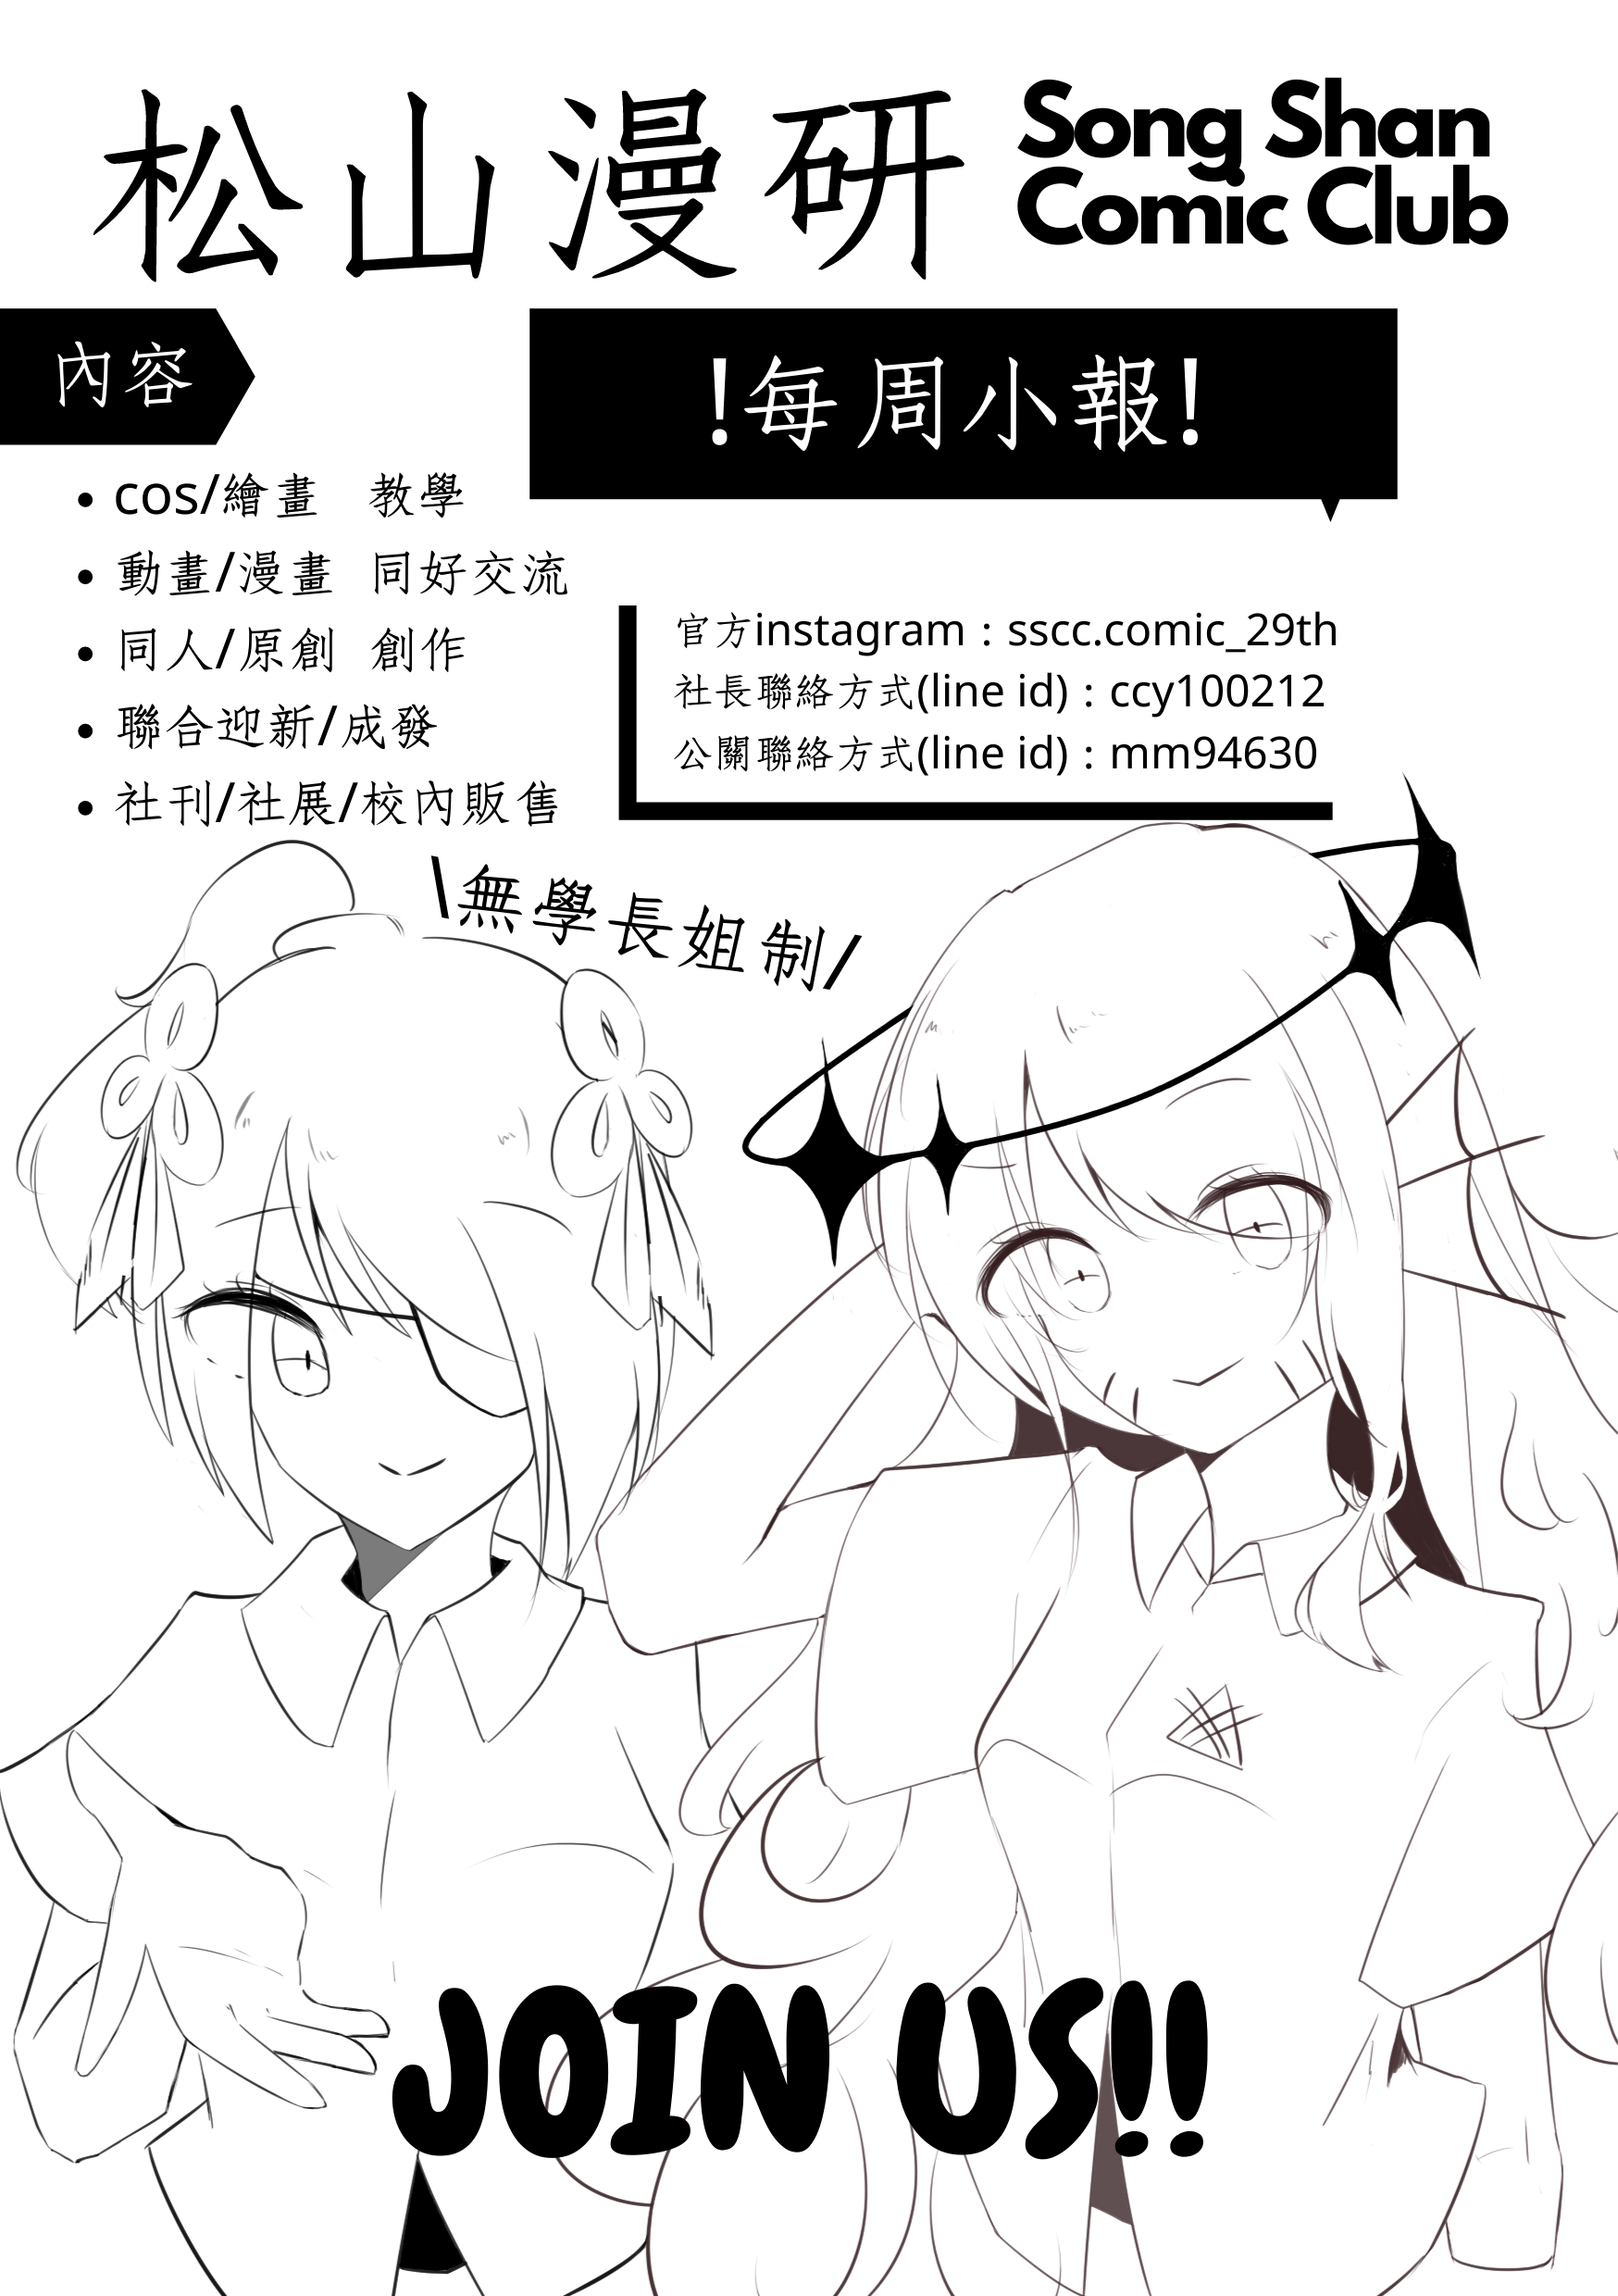 松山漫研
Song Shan
Comic Club
內容
!每周小報!
cos/繪畫 教學
動畫/漫畫 同好交流
同人/原創 創作
聯合迎新/成發
社刊/社展/校內販售
官方instagram：sscc.comic_29th
社長聯絡方式(line id)：ccy100212
公關聯絡方式(line id)：mm94630
\無學長姐制/
JOIN US!!